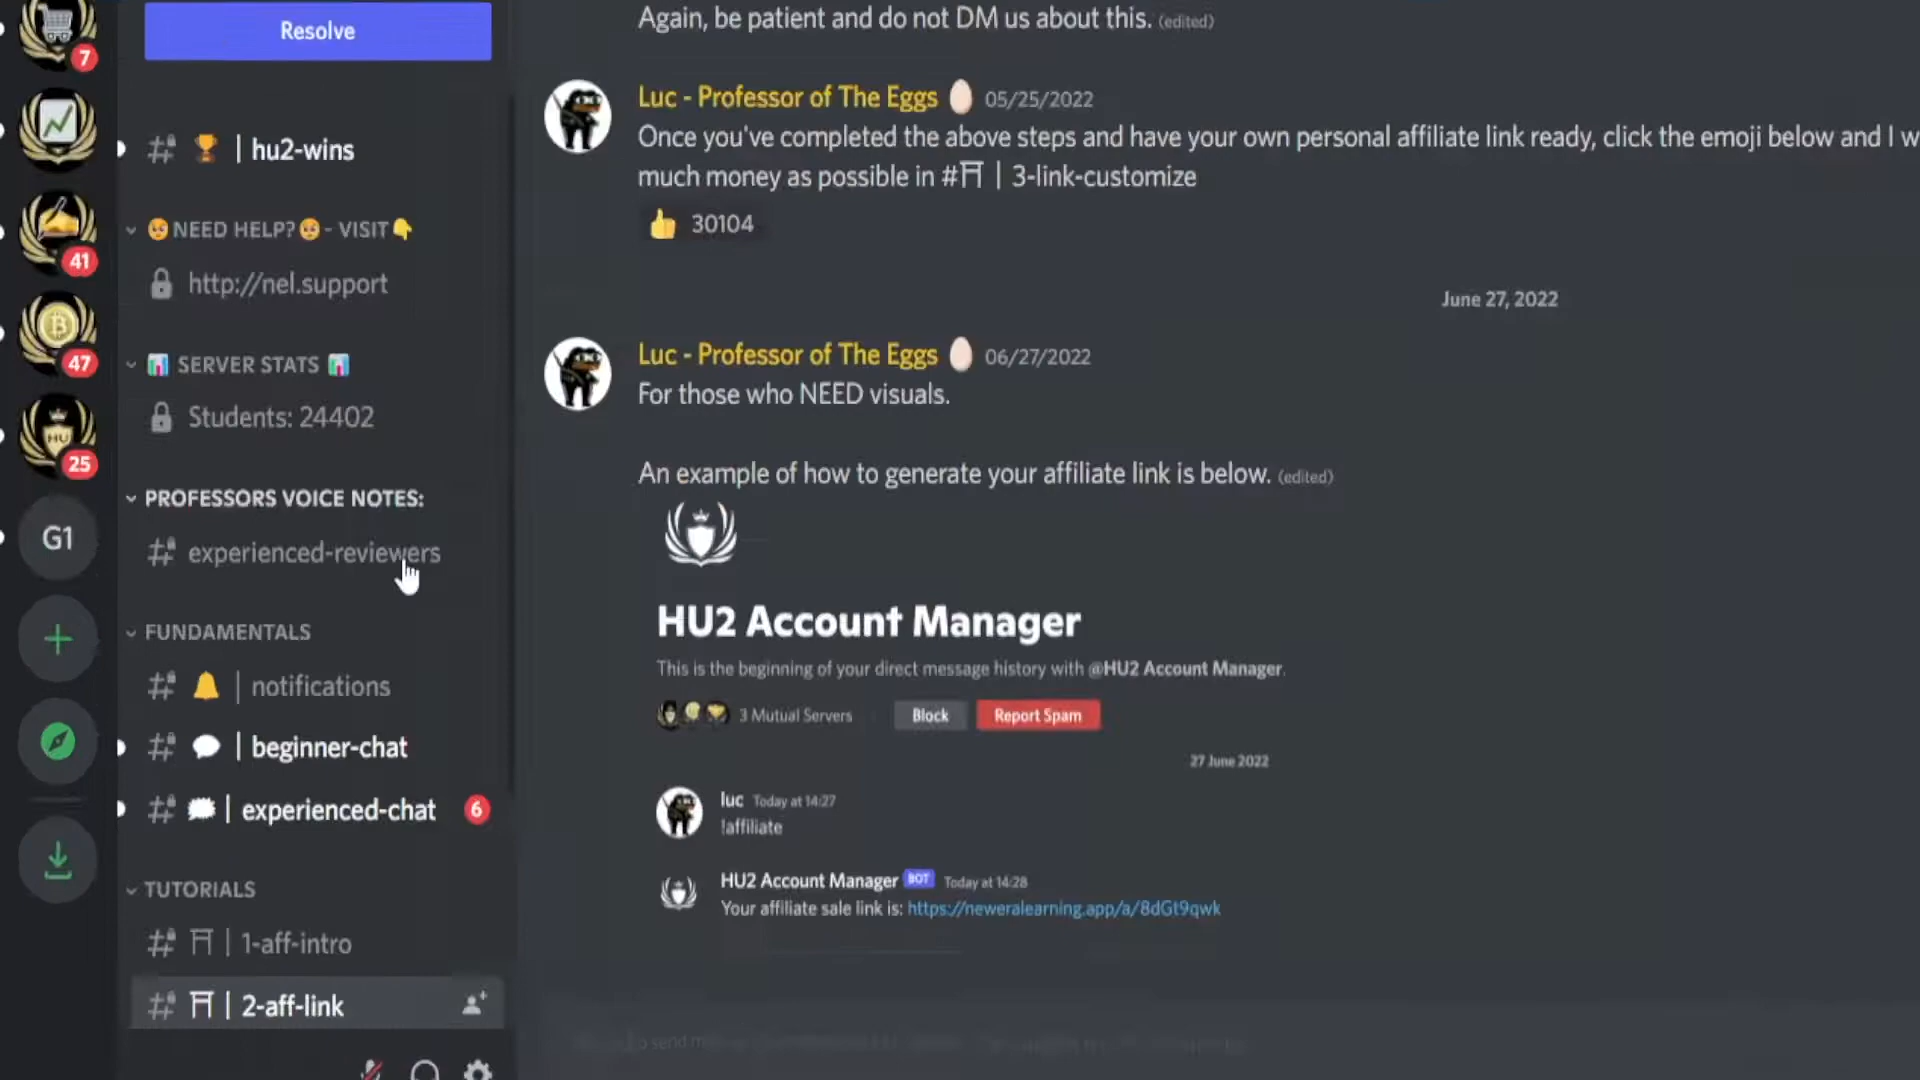 7
41
47
25
G1
Resolve
| hu2-wins
NEED HELP? - VISIT
http://nel.support
SERVER STATS
Students: 24402
PROFESSORS VOICE NOTES:
experienced-reviewers
FUNDAMENTALS
| notifications
| beginner-chat
| experienced-chat 6
TUTORIALS
| 1-aff-intro
| 2-aff-link
Again, be patient and do not DM us about this. (edited)
Luc - Professor of The Eggs 05/25/2022
Once you've completed the above steps and have your own personal affiliate link ready, click the emoji below and I w
much money as possible in # | 3-link-customize
30104
June 27, 2022
Luc - Professor of The Eggs 06/27/2022
For those who NEED visuals.
An example of how to generate your affiliate link is below. (edited)
HU2 Account Manager
This is the beginning of your direct message history with @HU2 Account Manager.
3 Mutual Servers Block Report Spam
27 June 2022
luc Today at 14:27
!affiliate
HU2 Account Manager BOT Today at 14:28
Your affiliate sale link is: https://neweralearning.app/a/8dGt9qwk